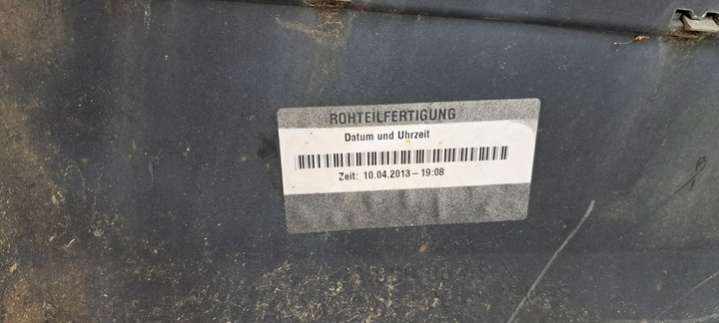 ROHTEILFERTIGUNG
Datum und Uhrzeit
Zeit: 10.04.2013-19:08